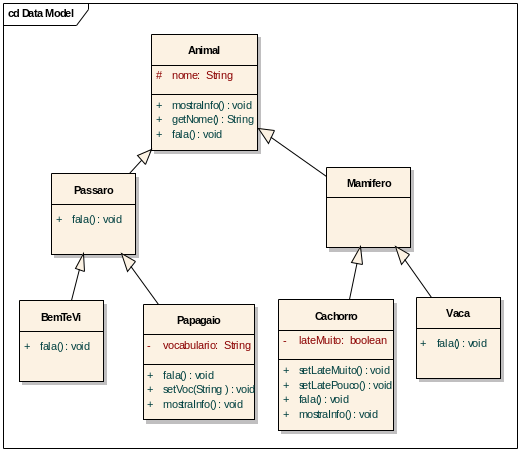 cd Data Model
Animal
# nome: String
+ mostraInfo() : void
+ getNome() : String
+ fala() : void
Passaro
+ fala() : void
Mamifero
BemTeVi
+ fala() : void
Papagaio
- vocabulario: String
+ fala() : void
+ setVoc(String ) : void
+ mostraInfo() : void
Cachorro
- lateMuito: boolean
+ setLateMuito() : void
+ setLatePouco() : void
+ fala() : void
+ mostraInfo() : void
Vaca
+ fala() : void